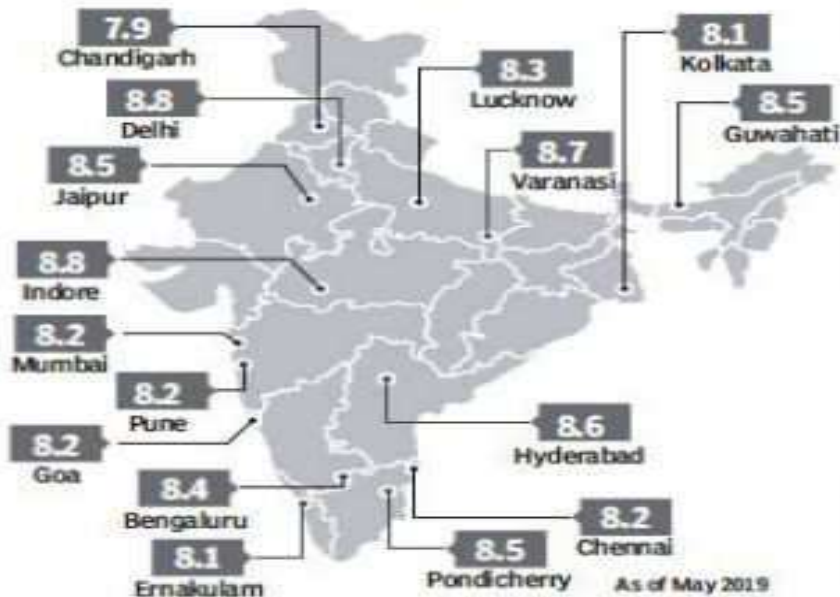 7.9
Chandigarh
8.1
Kolkata
8.3
Lucknow
8.8
Delhi
8.5
Guwahati
8.7
Varanasi
8.5
Jaipur
8.8
Indore
8.2
Mumbai
8.2
Pune
8.2
Goa
8.6
Hyderabad
8.4
Bengaluru
8.2
Chennai
8.1
Ernakulam
8.5
Pondicherry
As of May 2019